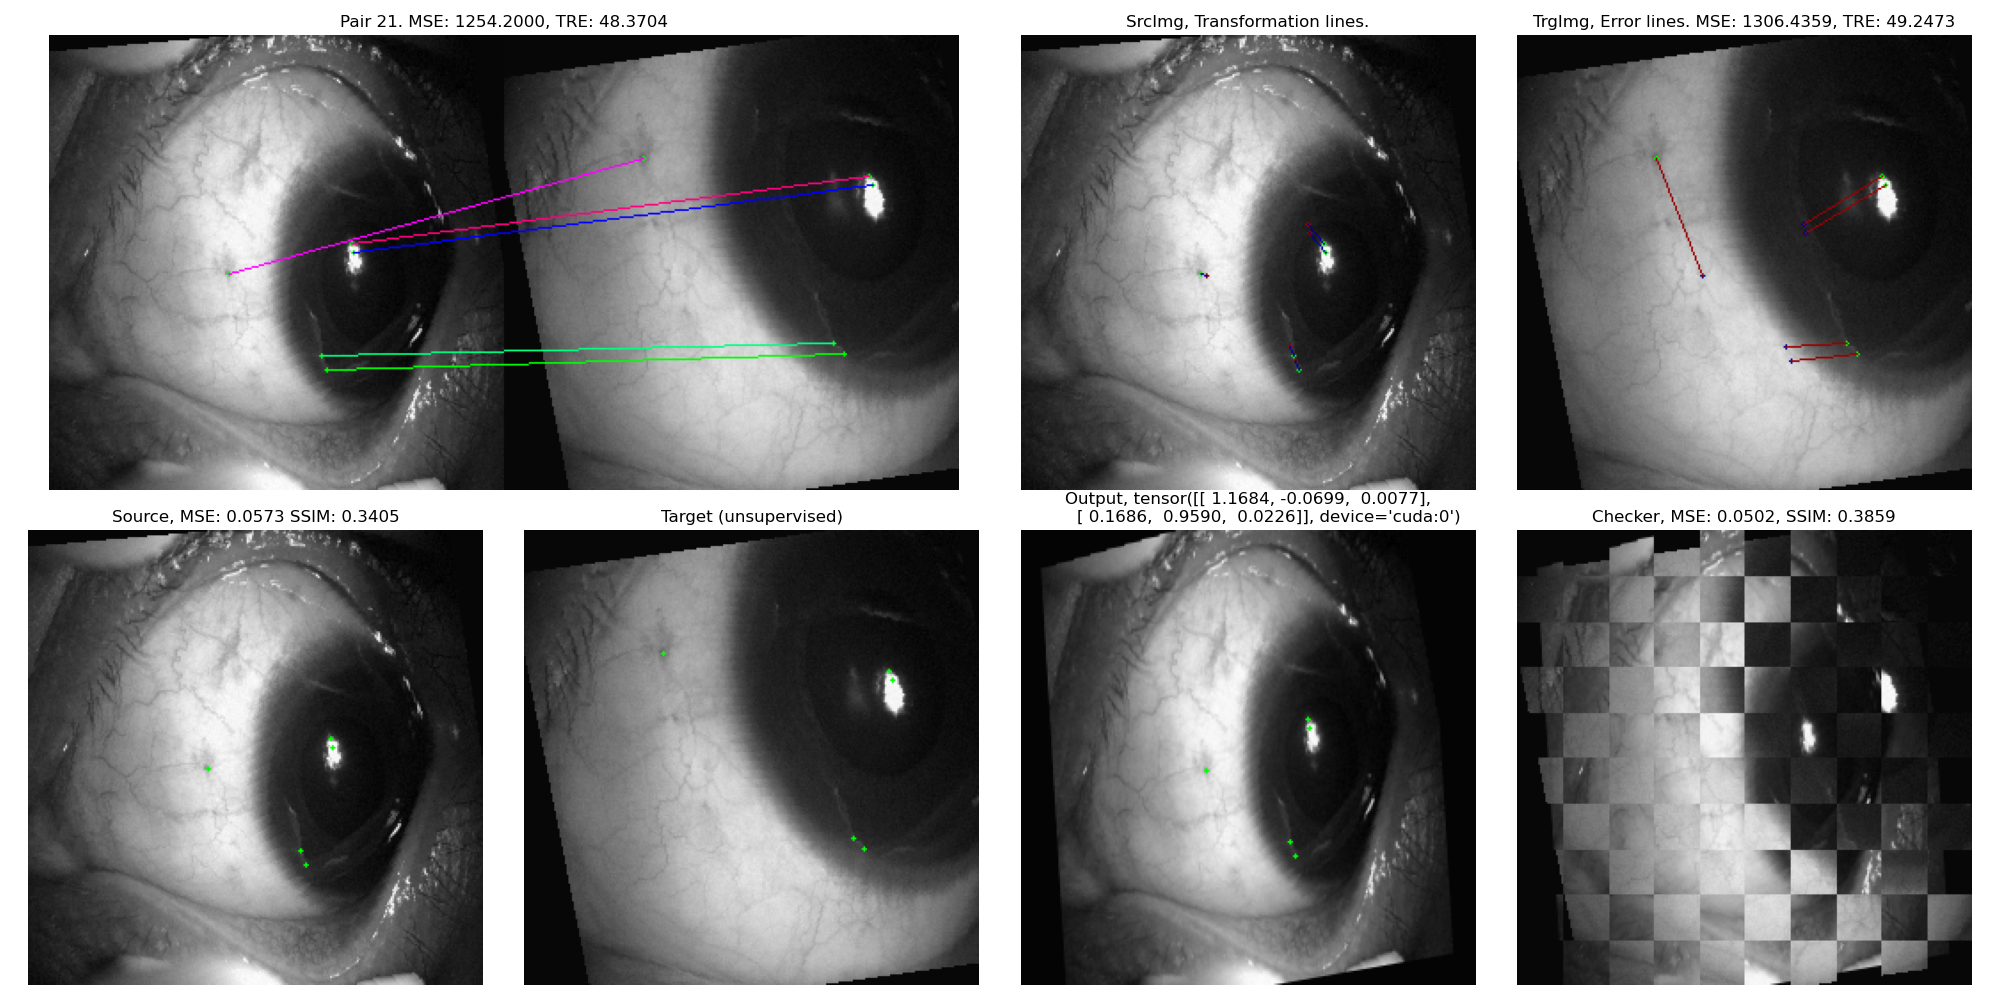 Pair 21. MSE: 1254.2000, TRE: 48.3704
SrcImg, Transformation lines.
TrgImg, Error lines. MSE: 1306.4359, TRE: 49.2473
Source, MSE: 0.0573 SSIM: 0.3405
Target (unsupervised)
Output, tensor([[ 1.1684, -0.0699,  0.0077],
[ 0.1686,  0.9590,  0.0226]], device='cuda:0')
Checker, MSE: 0.0502, SSIM: 0.3859